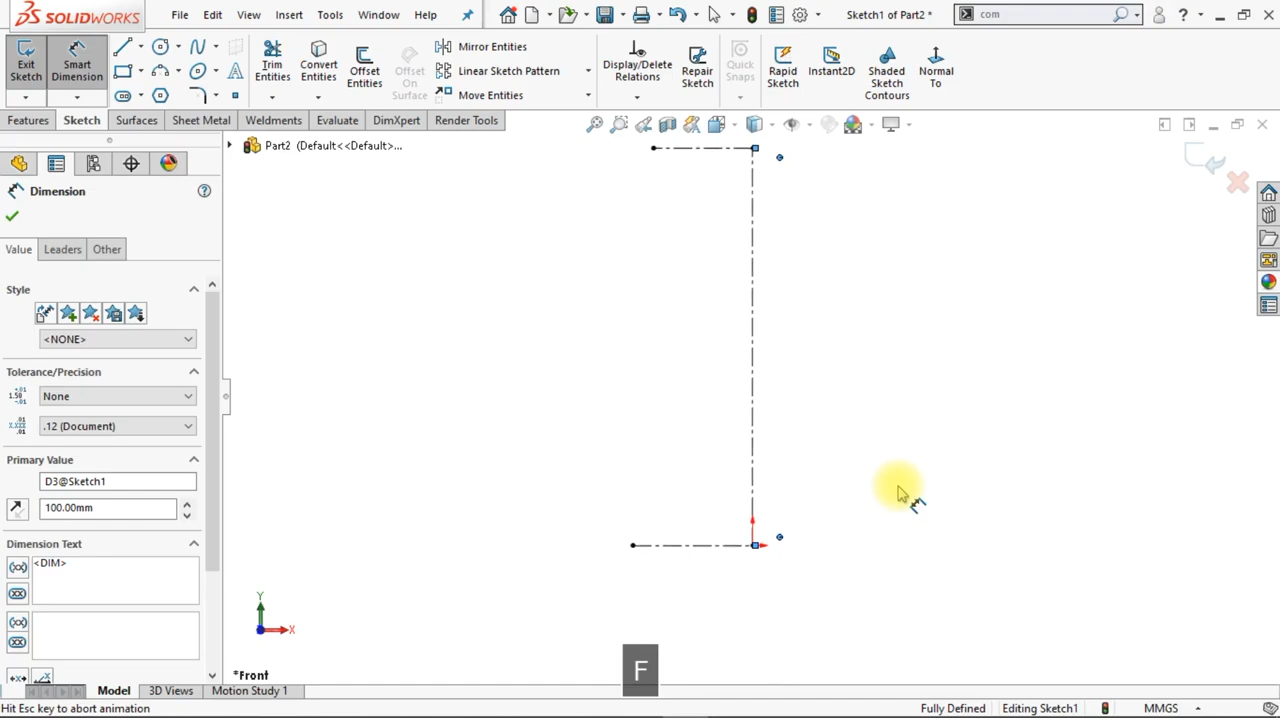 SOLIDWORKS File Edit View Insert Tools Window Help Sketch1 of Part2 * com
Exit Sketch
Smart Dimension
Trim Entities
Convert Entities
Offset Entities
Offset On Surface
Mirror Entities
Linear Sketch Pattern
Move Entities
Display/Delete Relations
Repair Sketch
Quick Snaps
Rapid Sketch
Instant2D
Shaded Sketch Contours
Normal To
Features Sketch Surfaces Sheet Metal Weldments Evaluate DimXpert Render Tools
Part2 (Default<<Default>...
Dimension
Value Leaders Other
Style
<NONE>
Tolerance/Precision
None
.12 (Document)
Primary Value
D3@Sketch1
100.00mm
Dimension Text
<DIM>
Y
X
*Front
F
Model 3D Views Motion Study 1
Hit Esc key to abort animation Fully Defined Editing Sketch1 MMGS